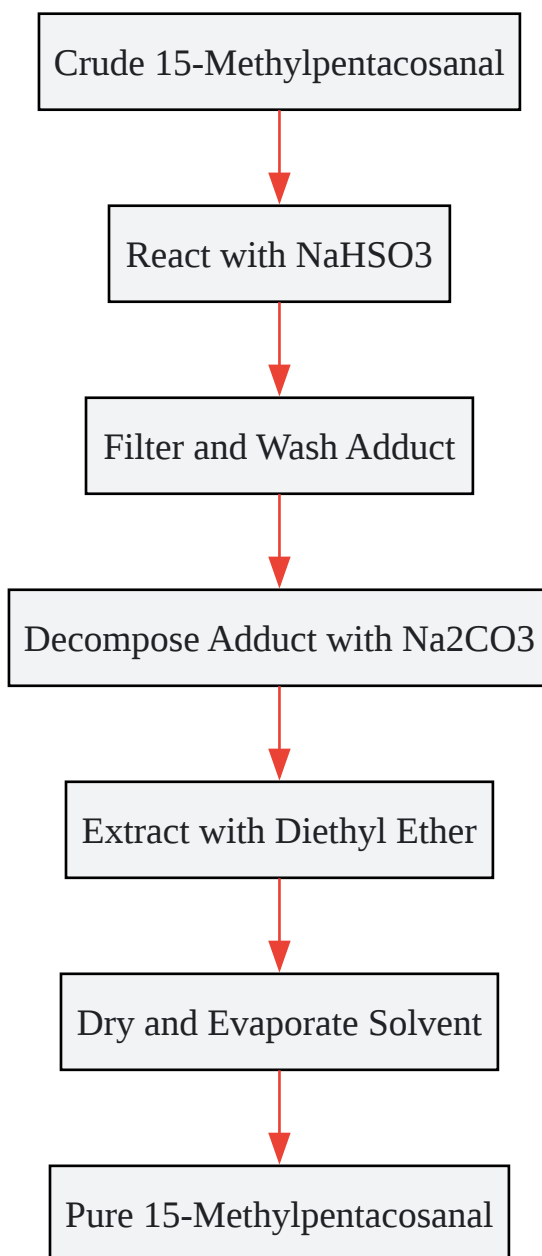 Crude 15-Methylpentacosanal
React with NaHSO3
Filter and Wash Adduct
Decompose Adduct with Na2CO3
Extract with Diethyl Ether
Dry and Evaporate Solvent
Pure 15-Methylpentacosanal